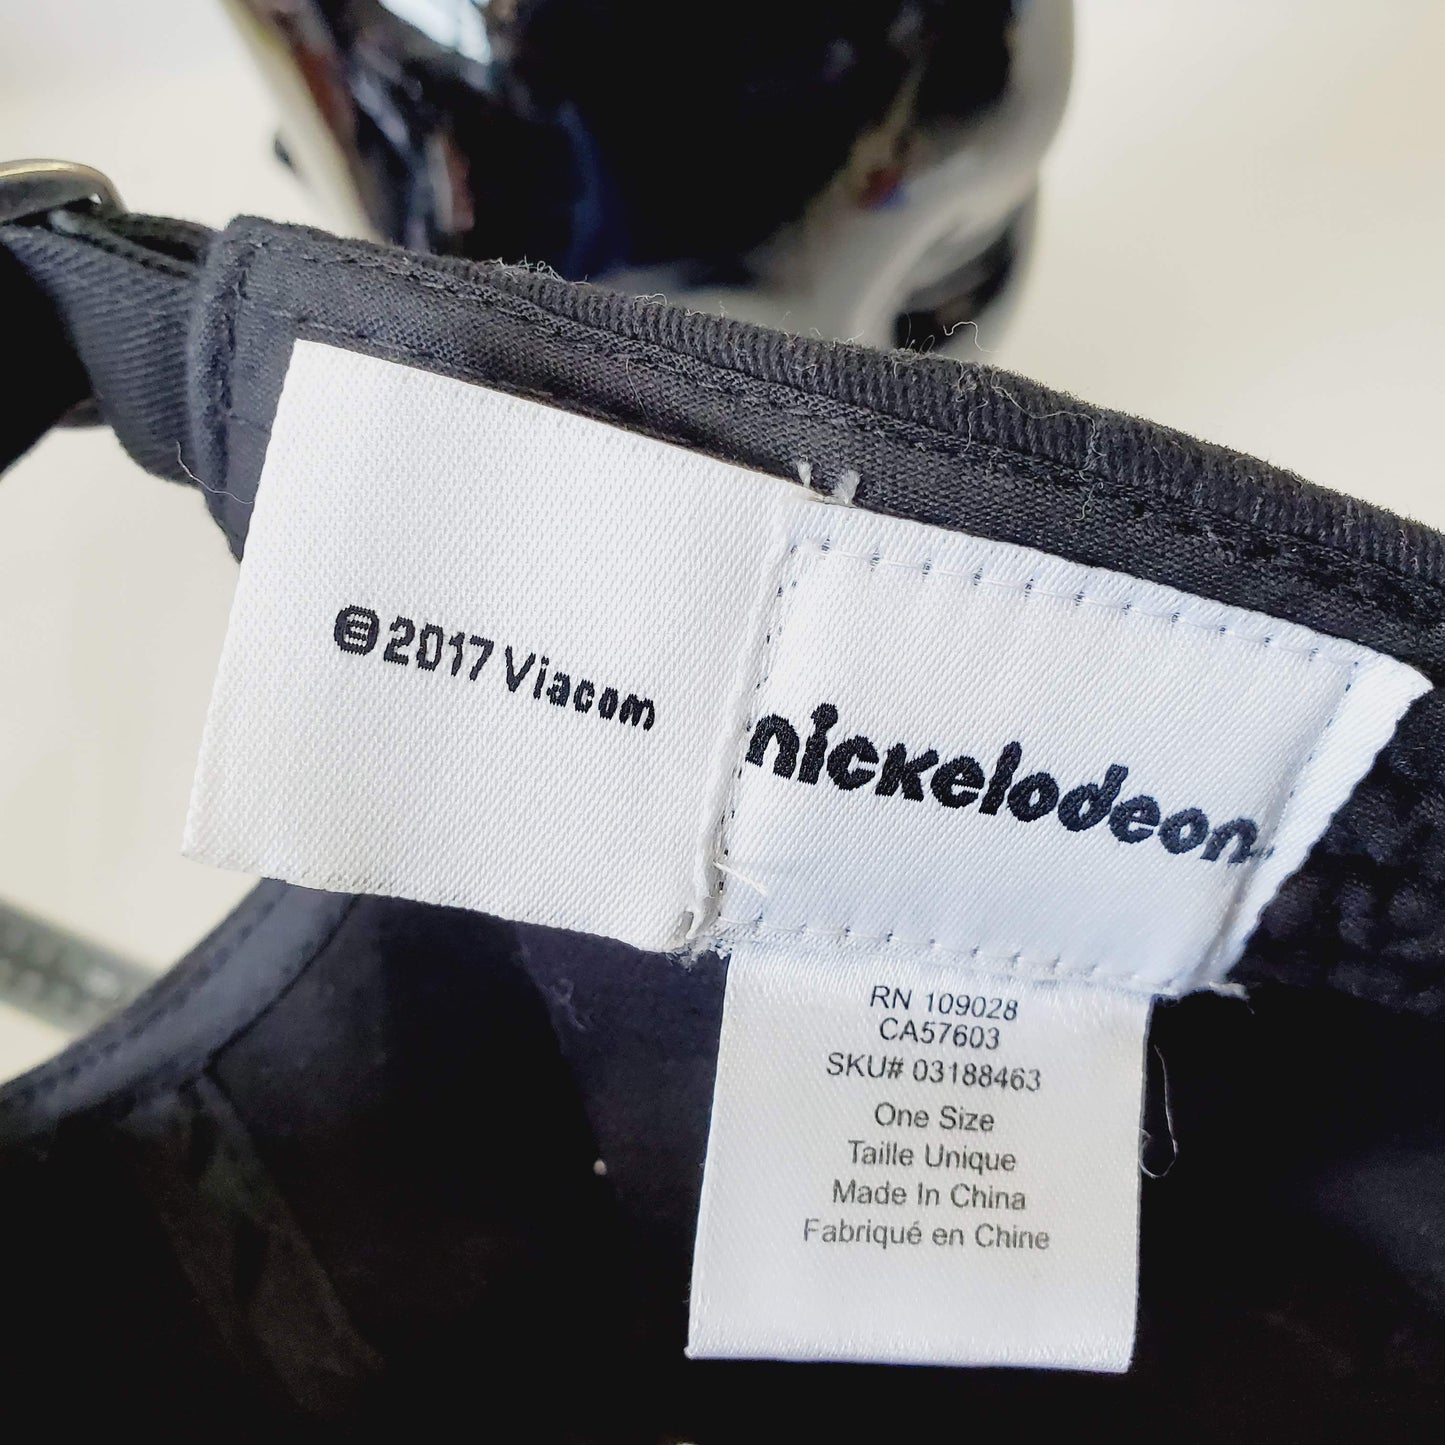 ©2017 Viacom
nickelodeon
RN 109028
CA57603
SKU# 03188463
One Size
Taille Unique
Made In China
Fabriqué en Chine